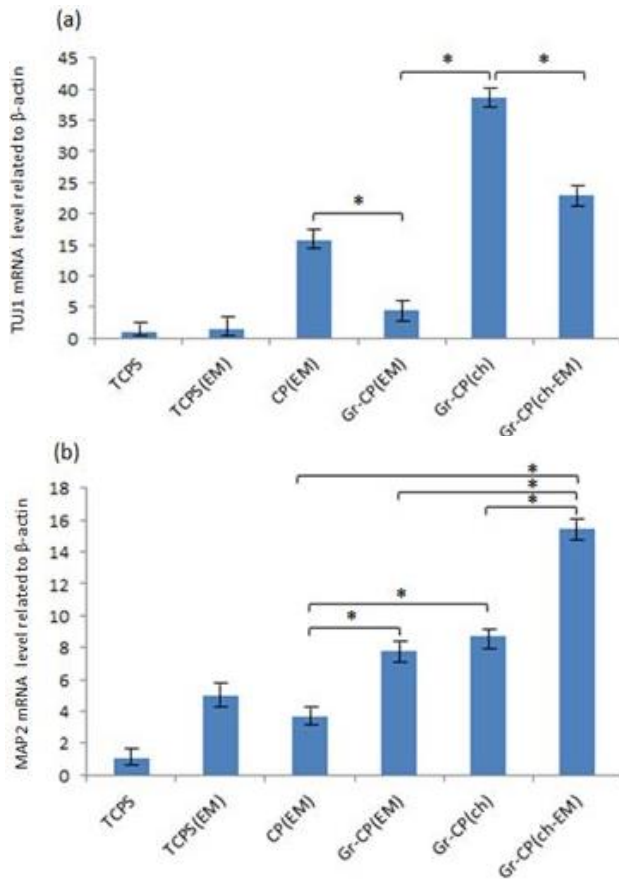 (a)
TUJ1 mRNA level related to β-actin
45
40
35
30
25
20
15
10
5
0
*
*
*
TCPS
TCPS(EM)
CP(EM)
Gr-CP(EM)
Gr-CP(ch)
Gr-CP(ch-EM)
(b)
MAP2 mRNA level related to β-actin
18
16
14
12
10
8
6
4
2
0
*
*
*
*
*
TCPS
TCPS(EM)
CP(EM)
Gr-CP(EM)
Gr-CP(ch)
Gr-CP(ch-EM)